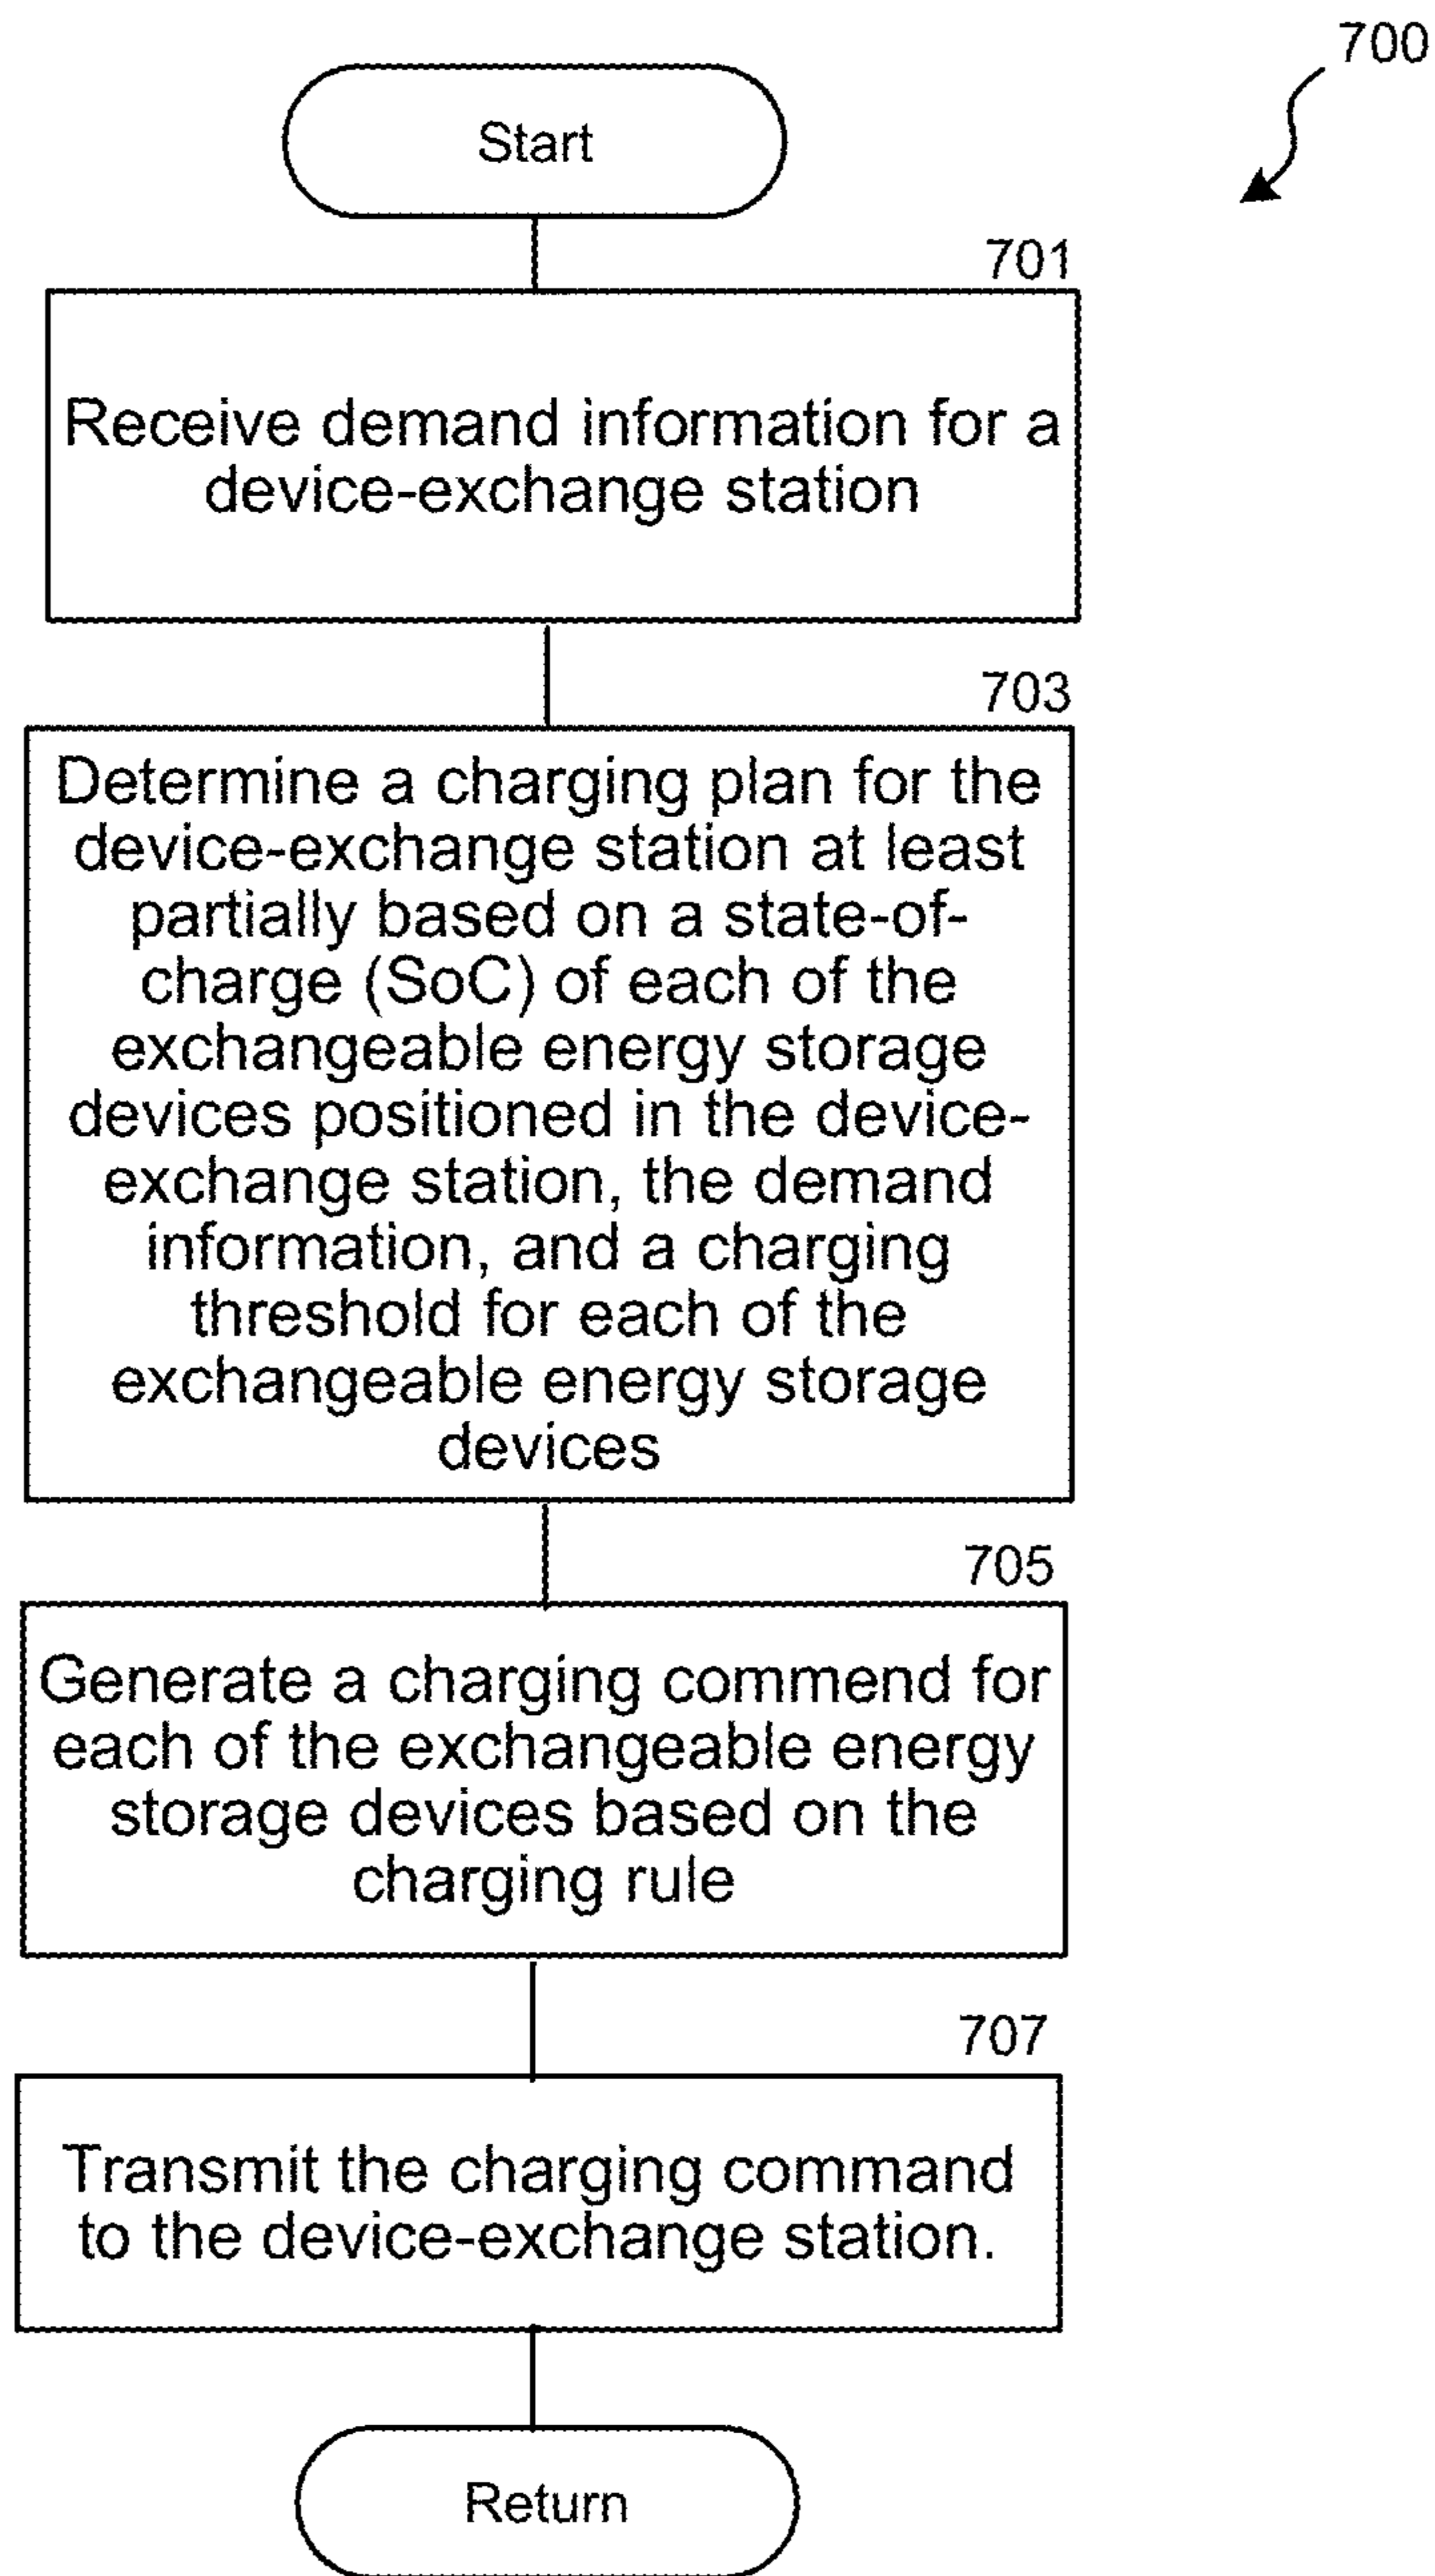 700
Start
701
Receive demand information for a
device-exchange station
703
Determine a charging plan for the
device-exchange station at least
partially based on a state-of-
charge (SoC) of each of the
exchangeable energy storage
devices positioned in the device-
exchange station, the demand
information, and a charging
threshold for each of the
exchangeable energy storage
devices
705
Generate a charging commend for
each of the exchangeable energy
storage devices based on the
charging rule
707
Transmit the charging command
to the device-exchange station.
Return